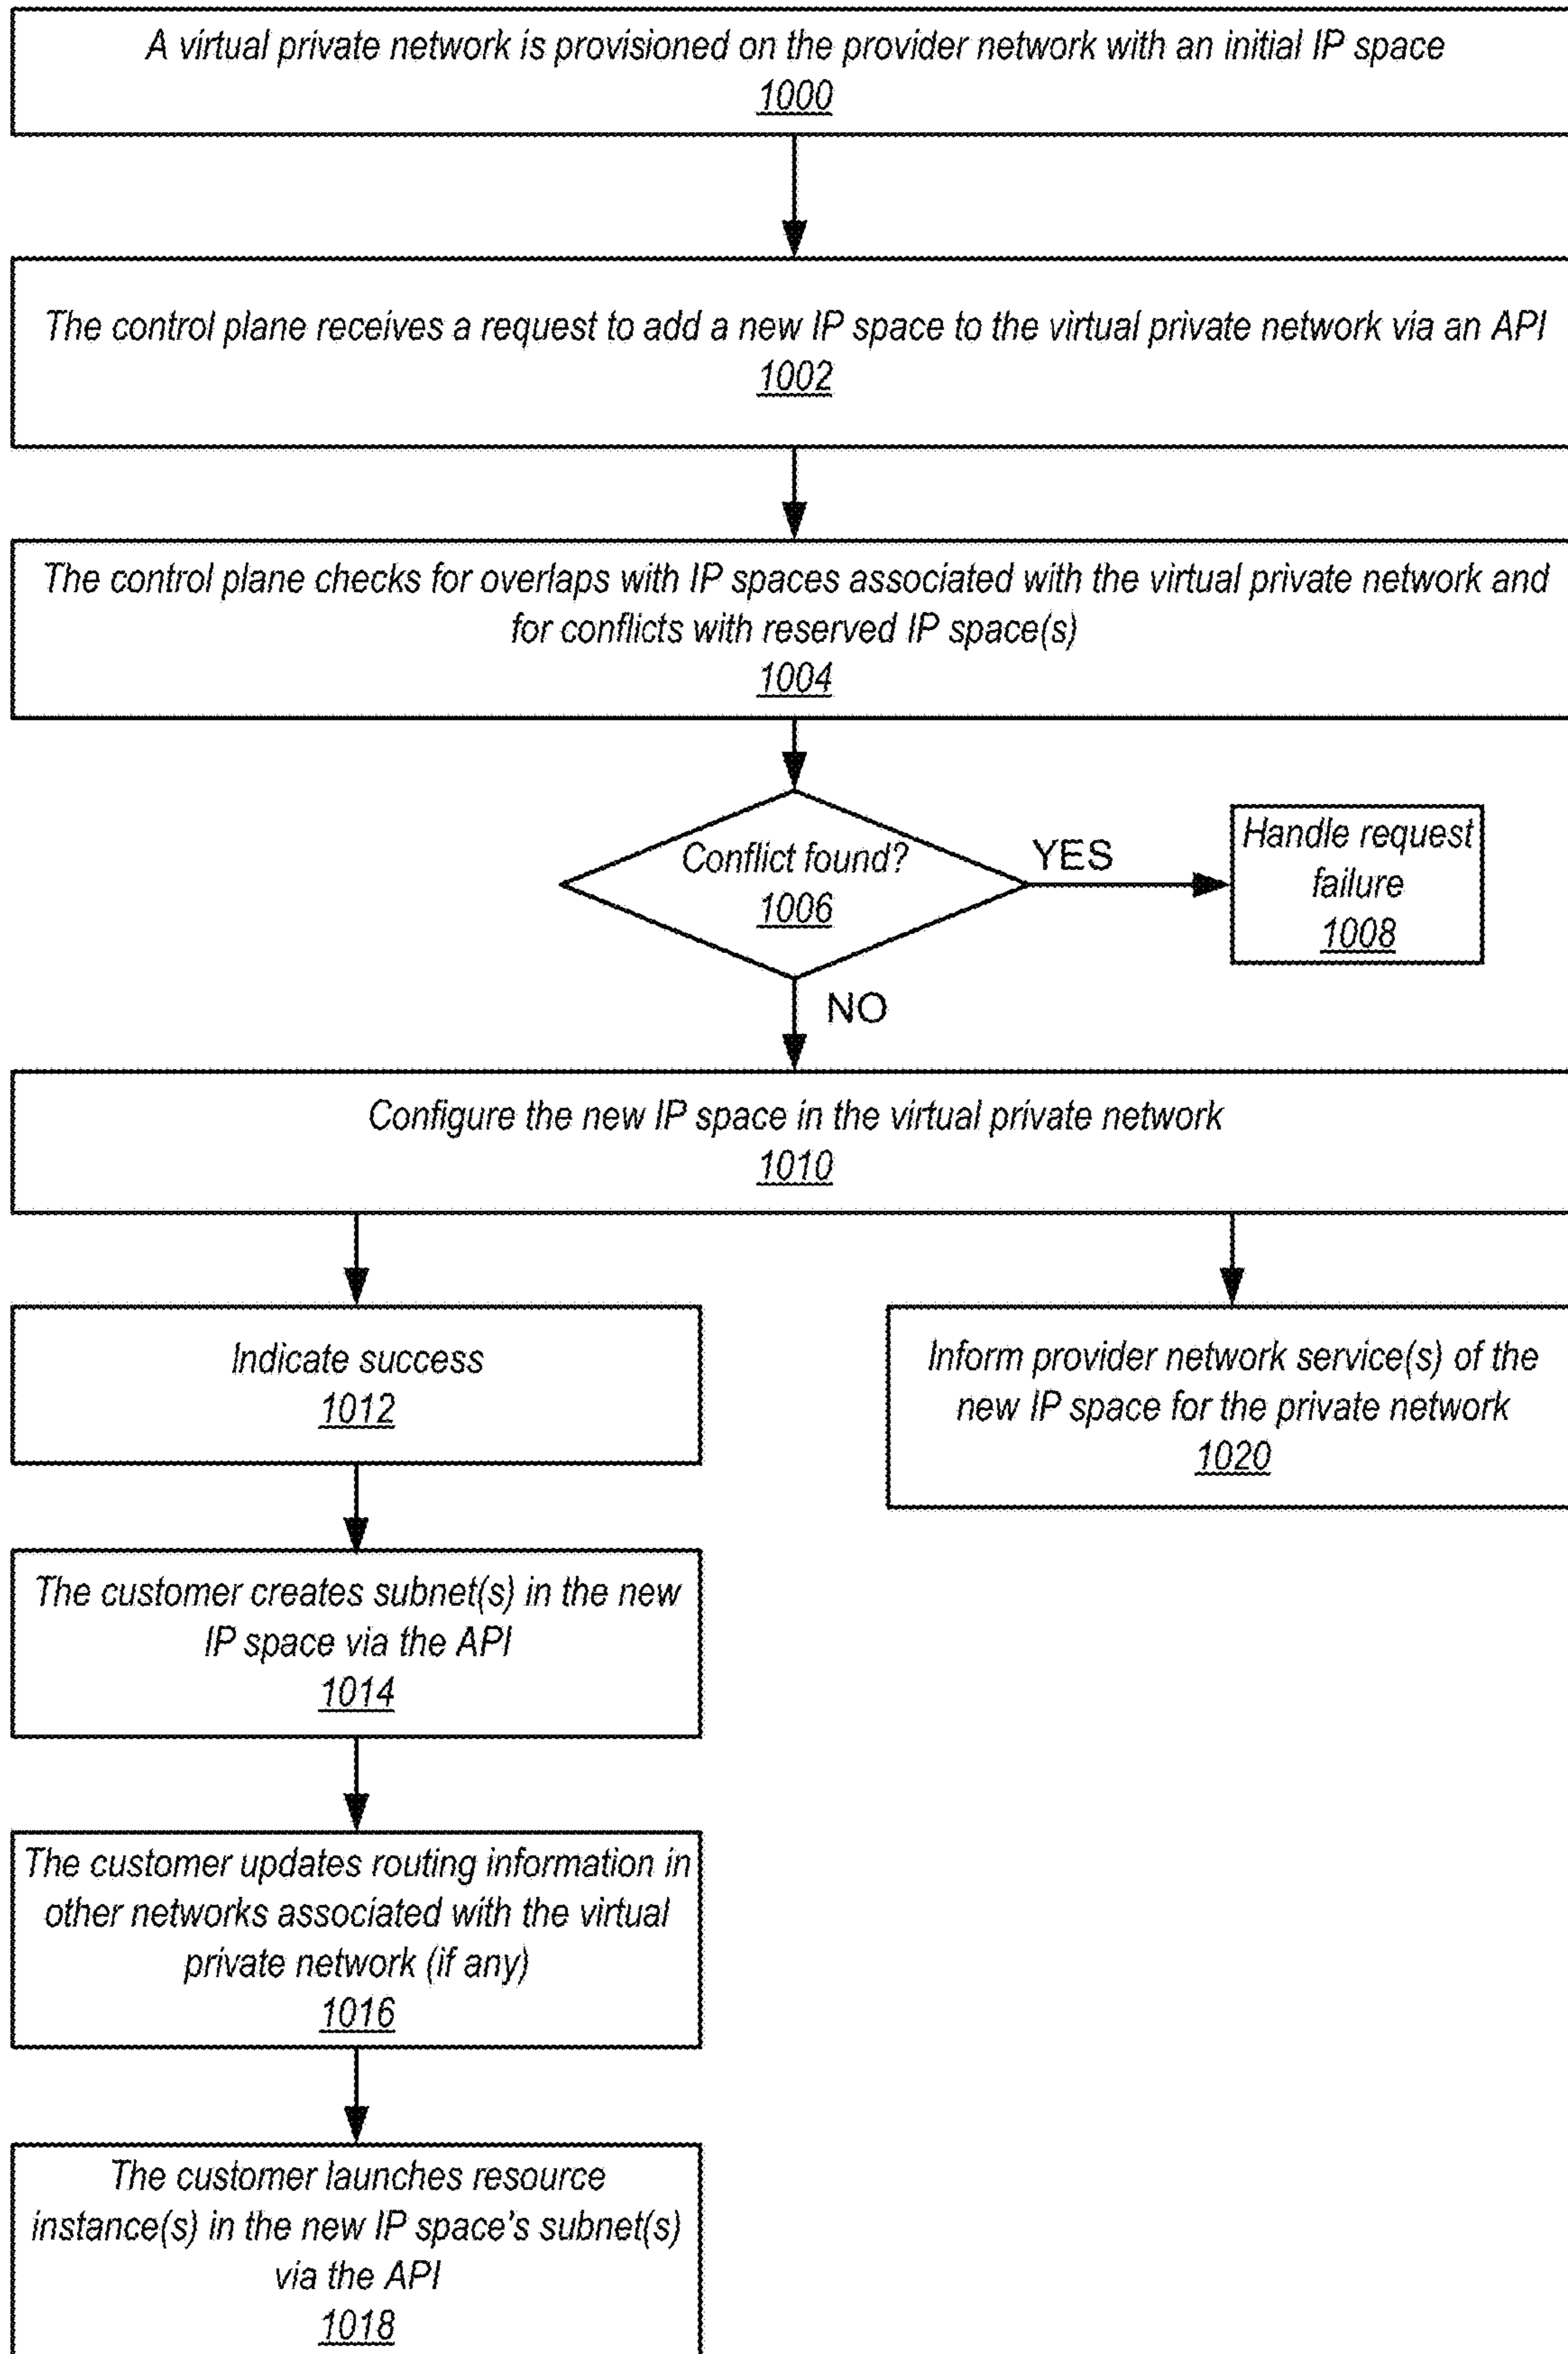 A virtual private network is provisioned on the provider network with an initial IP space
1000
The control plane receives a request to add a new IP space to the virtual private network via an API
1002
The control plane checks for overlaps with IP spaces associated with the virtual private network and
for conflicts with reserved IP space(s)
1004
Conflict found?
1006
YES
Handle request
failure
1008
NO
Configure the new IP space in the virtual private network
1010
Indicate success
1012
Inform provider network service(s) of the
new IP space for the private network
1020
The customer creates subnet(s) in the new
IP space via the API
1014
The customer updates routing information in
other networks associated with the virtual
private network (if any)
1016
The customer launches resource
instance(s) in the new IP space's subnet(s)
via the API
1018